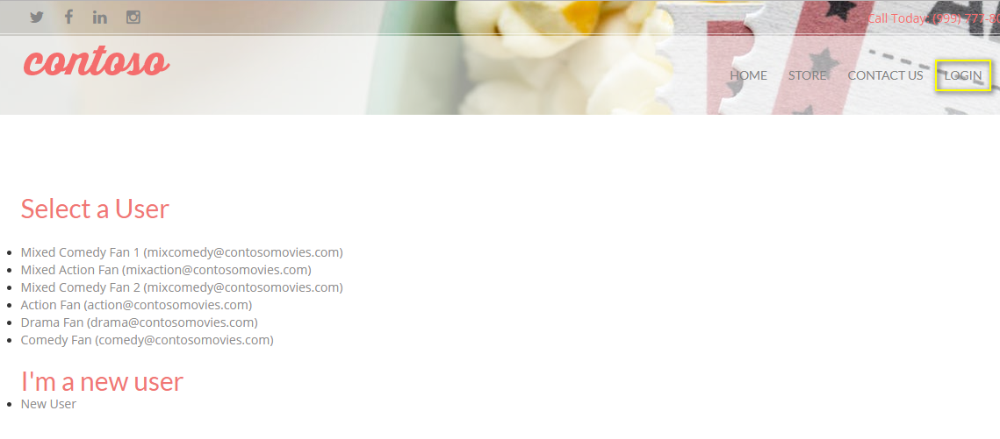 Call Today: (999) 777-8
contoso
HOME STORE CONTACT US LOGIN
Select a User
Mixed Comedy Fan 1 (mixcomedy@contosomovies.com)
Mixed Action Fan (mixaction@contosomovies.com)
Mixed Comedy Fan 2 (mixcomedy@contosomovies.com)
Action Fan (action@contosomovies.com)
Drama Fan (drama@contosomovies.com)
Comedy Fan (comedy@contosomovies.com)
I'm a new user
New User